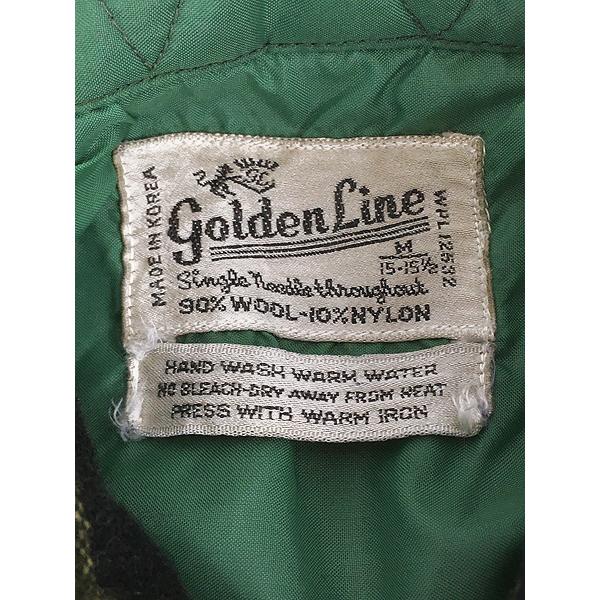 GL
MADE IN KOREA
Golden Line
WPL 12532
M
15-15½
Single Needle throughout
90% WOOL-10% NYLON
HAND WASH WARM WATER
NO BLEACH-DRY AWAY FROM HEAT
PRESS WITH WARM IRON